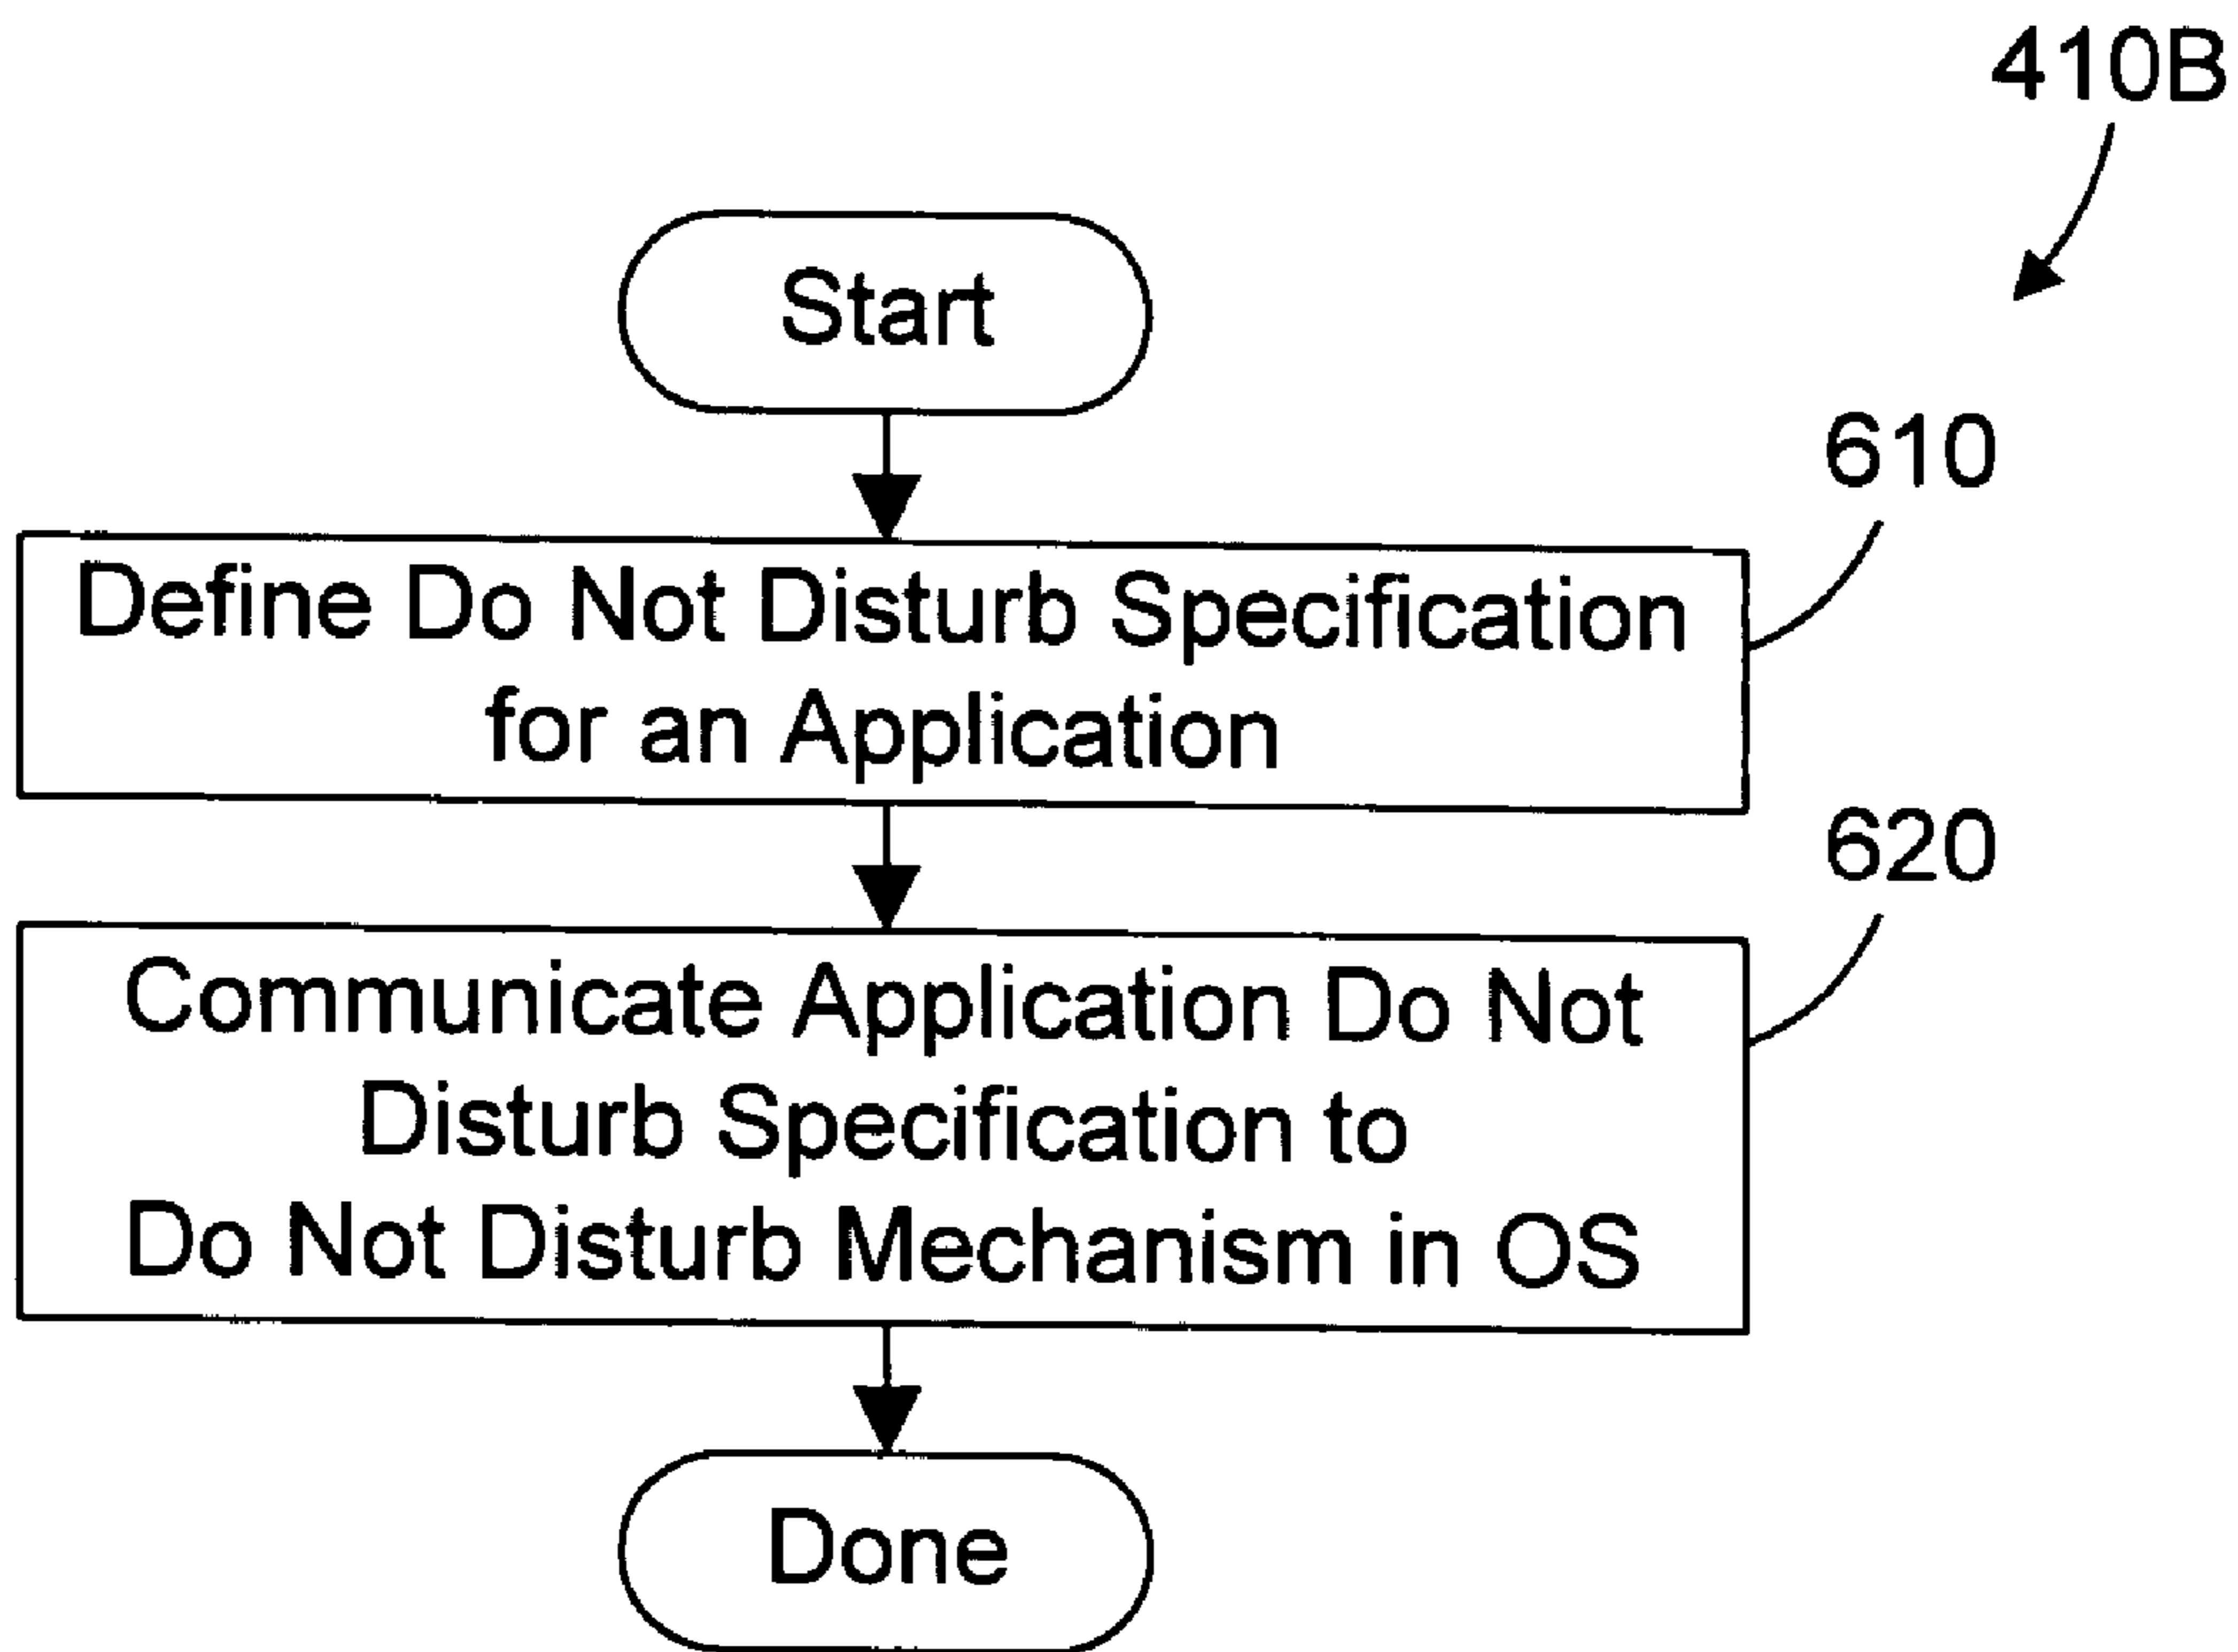 410B
Start
610
Define Do Not Disturb Specification
for an Application
620
Communicate Application Do Not
Disturb Specification to
Do Not Disturb Mechanism in OS
Done